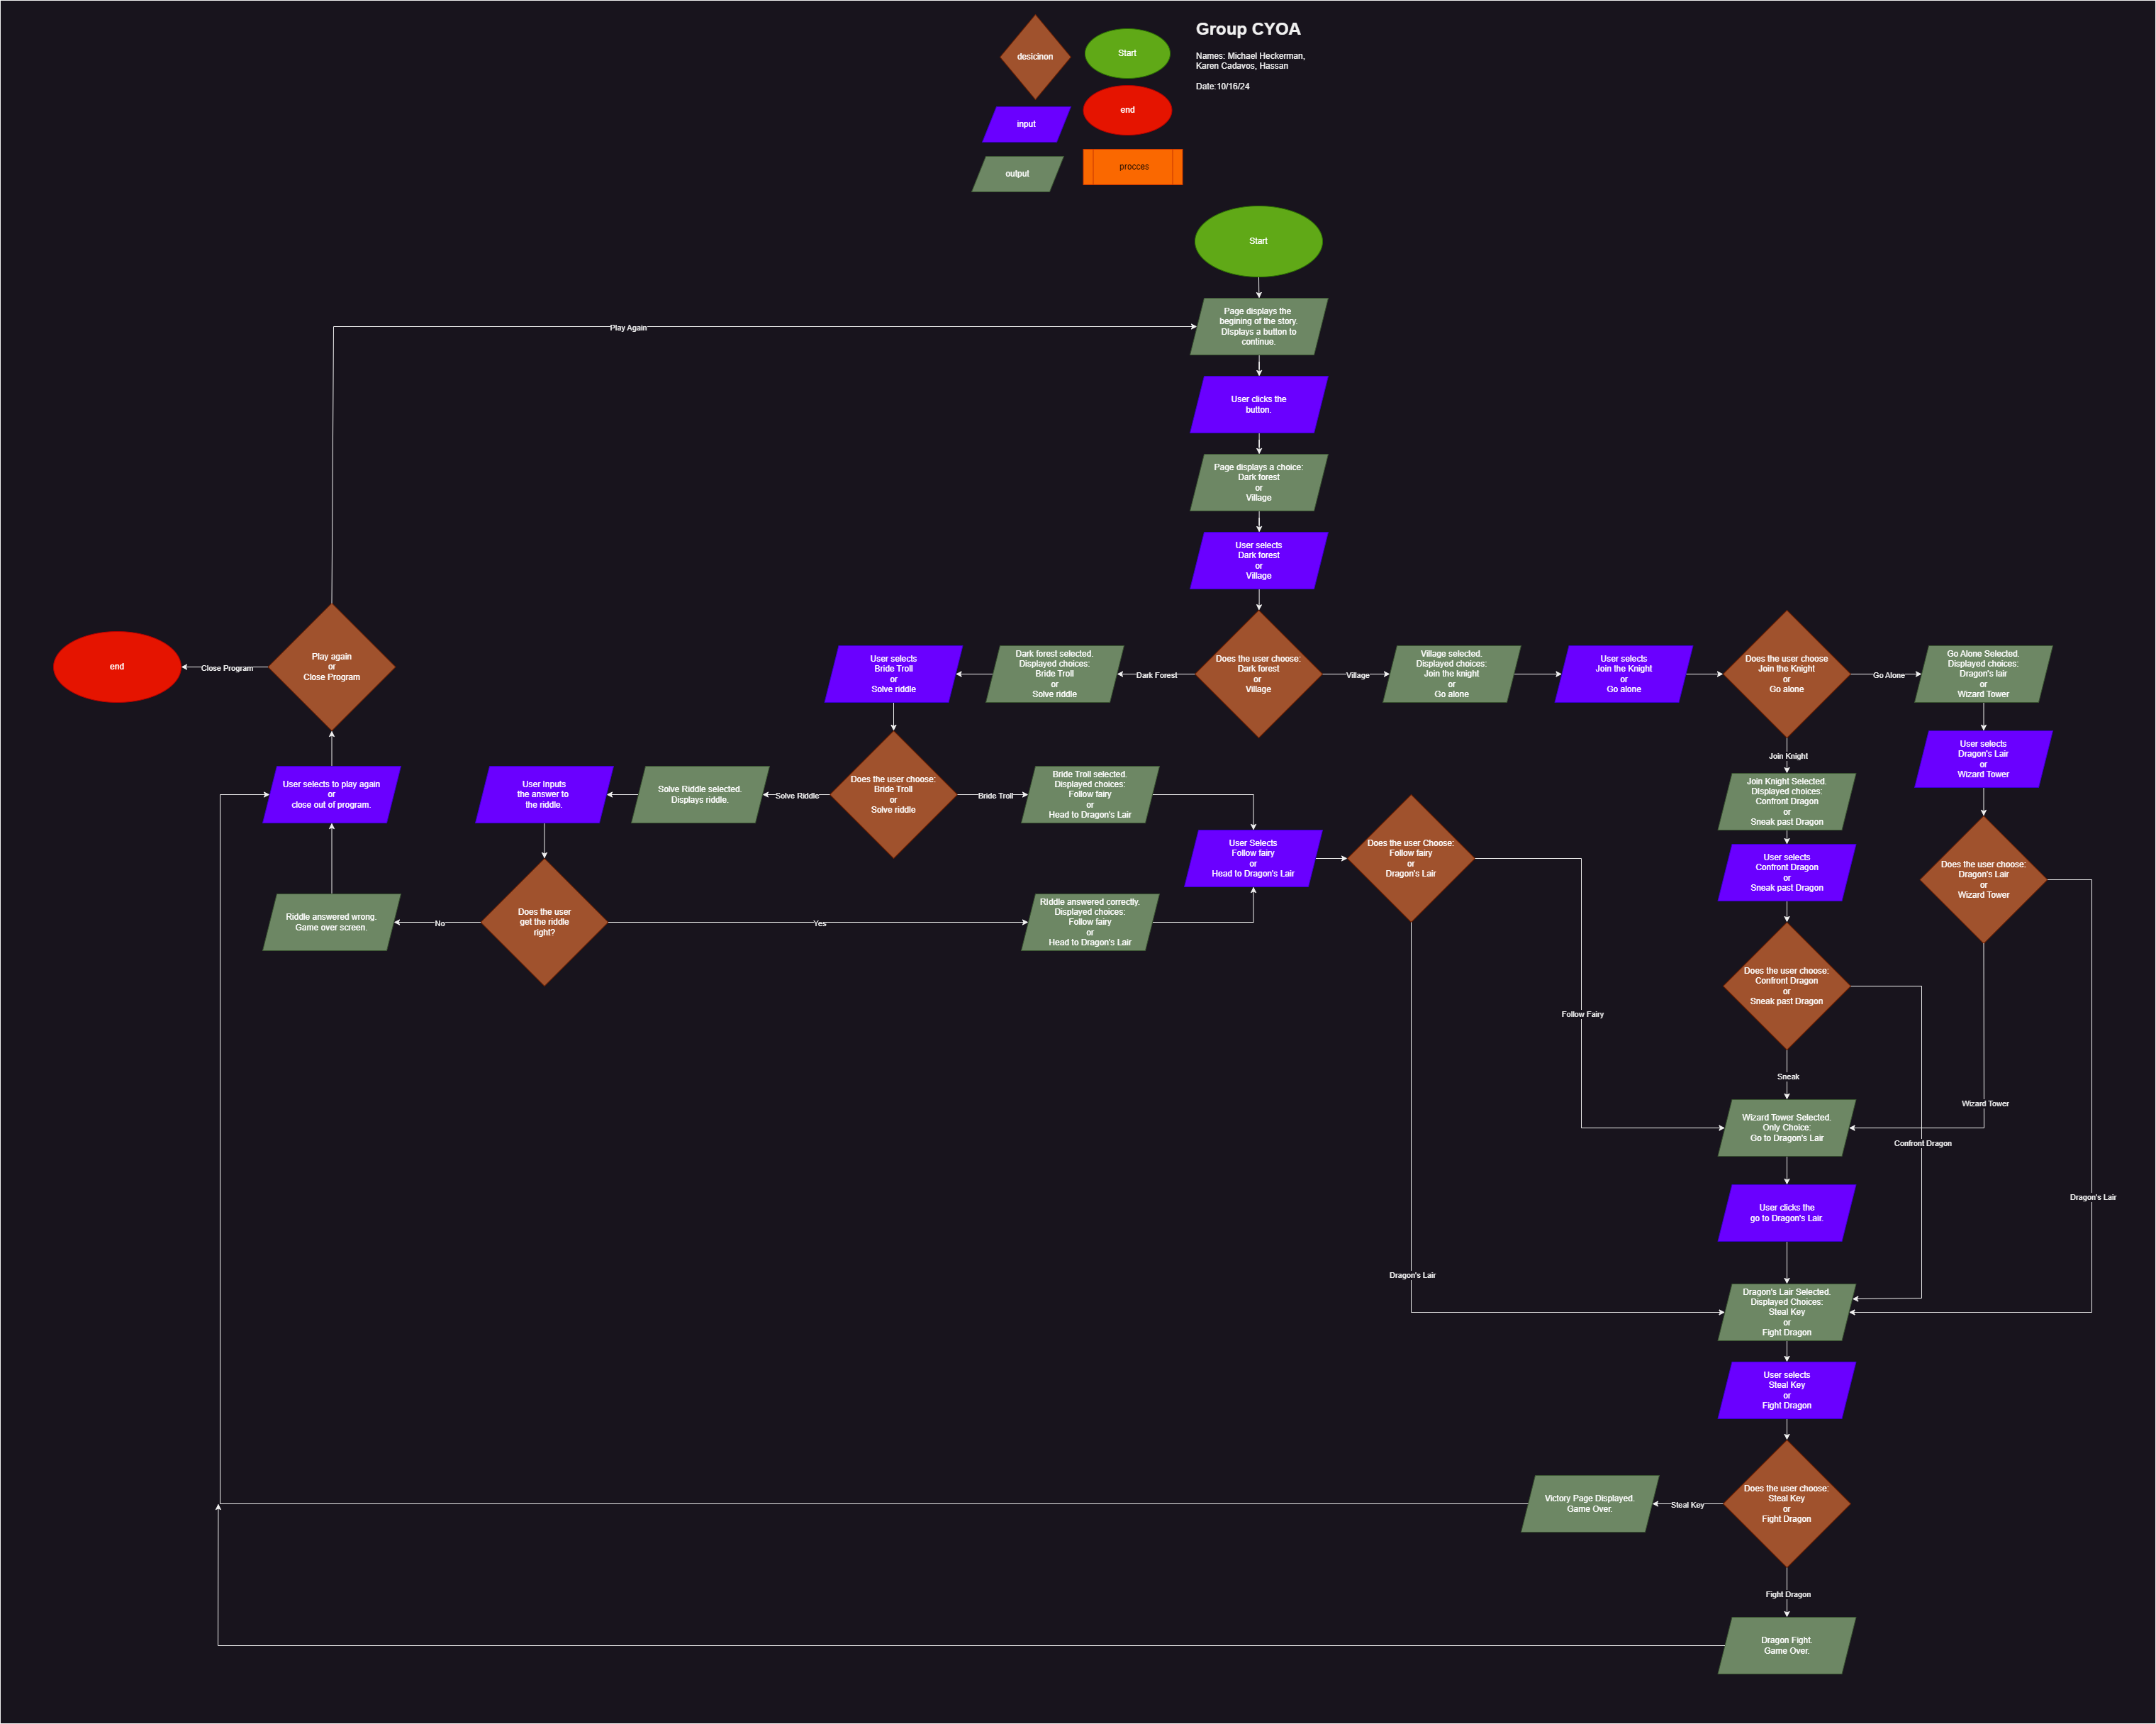 Group CYOA
Names: Michael Heckerman,
Karen Cadavos, Hassan
Date:10/16/24
desicinon
Start
end
input
output
procces
Start
Page displays the
begining of the story.
DIsplays a button to
continue.
Play Again
User clicks the
button.
Page displays a choice:
Dark forest
or
Village
User selects
Dark forest
or
Village
end
Close Program
Play again
or
Close Program
User selects
Bride Troll
or
Solve riddle
Dark forest selected.
Displayed choices:
Bride Troll
or
Solve riddle
Dark Forest
Does the user choose:
Dark forest
or
Village
Village
Village selected.
Displayed choices:
Join the knight
or
Go alone
User selects
Join the Knight
or
Go alone
Does the user choose
Join the Knight
or
Go alone
Go Alone
Go Alone Selected.
Displayed choices:
Dragon's lair
or
Wizard Tower
Join Knight
User selects
Dragon's Lair
or
Wizard Tower
User selects to play again
or
close out of program.
User Inputs
the answer to
the riddle.
Solve Riddle selected.
Displays riddle.
Solve Riddle
Does the user choose:
Bride Troll
or
Solve riddle
Bride Troll
Bride Troll selected.
Displayed choices:
Follow fairy
or
Head to Dragon's Lair
Join Knight Selected.
DIsplayed choices:
Confront Dragon
or
Sneak past Dragon
User Selects
Follow fairy
or
Head to Dragon's Lair
Does the user Choose:
Follow fairy
or
Dragon's Lair
User selects
Confront Dragon
or
Sneak past Dragon
Does the user choose:
Dragon's Lair
or
Wizard Tower
Riddle answered wrong.
Game over screen.
No
Does the user
get the riddle
right?
Yes
RIddle answered correctly.
Displayed choices:
Follow fairy
or
Head to Dragon's Lair
Does the user choose:
Confront Dragon
or
Sneak past Dragon
Follow Fairy
Sneak
Wizard Tower
Wizard Tower Selected.
Only Choice:
Go to Dragon's Lair
Confront Dragon
Dragon's Lair
User clicks the
go to Dragon's Lair.
Dragon's Lair
Dragon's Lair Selected.
Displayed Choices:
Steal Key
or
Fight Dragon
User selects
Steal Key
or
Fight Dragon
Victory Page Displayed.
Game Over.
Steal Key
Does the user choose:
Steal Key
or
Fight Dragon
Fight Dragon
Dragon Fight.
Game Over.